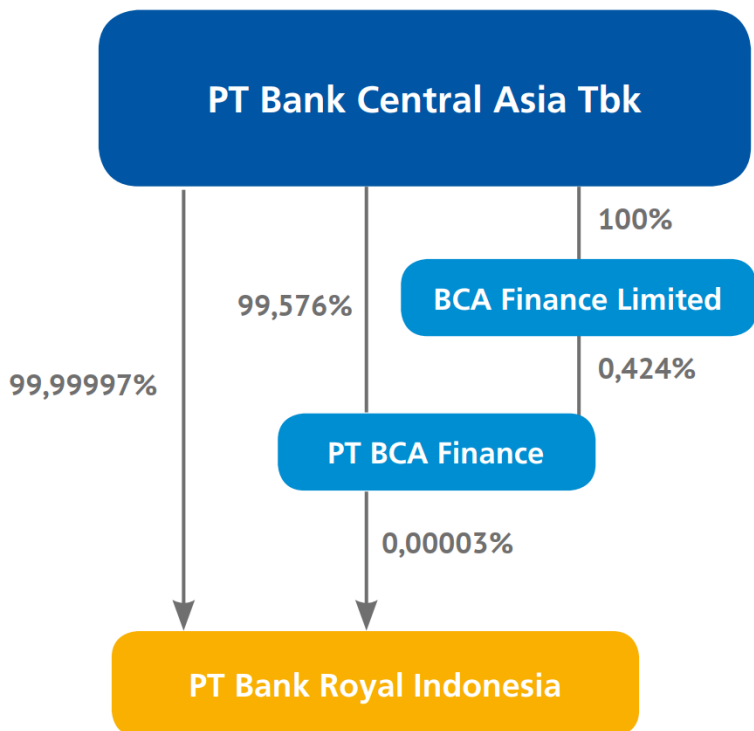 PT Bank Central Asia Tbk
100%
BCA Finance Limited
99,576%
99,99997%
0,424%
PT BCA Finance
0,00003%
PT Bank Royal Indonesia